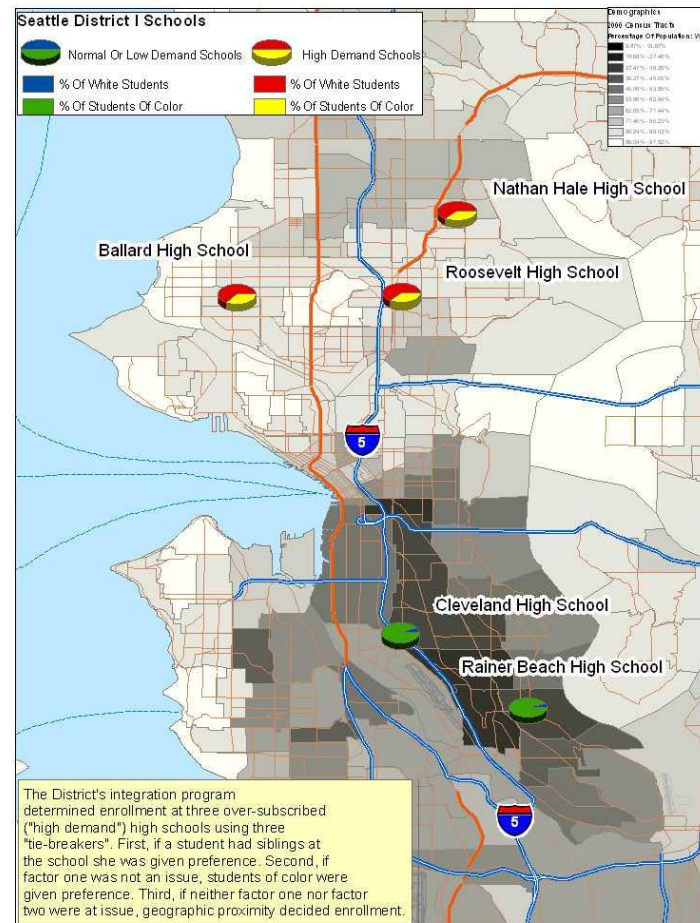 Seattle District I Schools
Normal Or Low Demand Schools
High Demand Schools
% Of White Students
% Of White Students
% Of Students Of Color
% Of Students Of Color
Demographics
2000 Census Tracts
Percentage Of Population: W
Nathan Hale High School
Ballard High School
Roosevelt High School
5
Cleveland High School
Rainer Beach High School
5
The District's integration program
determined enrollment at three over-subscribed
("high demand") high schools using three
"tie-breakers". First, if a student had siblings at
the school she was given preference. Second, if
factor one was not an issue, students of color were
given preference. Third, if neither factor one nor factor
two were at issue, geographic proximity decided enrollment.